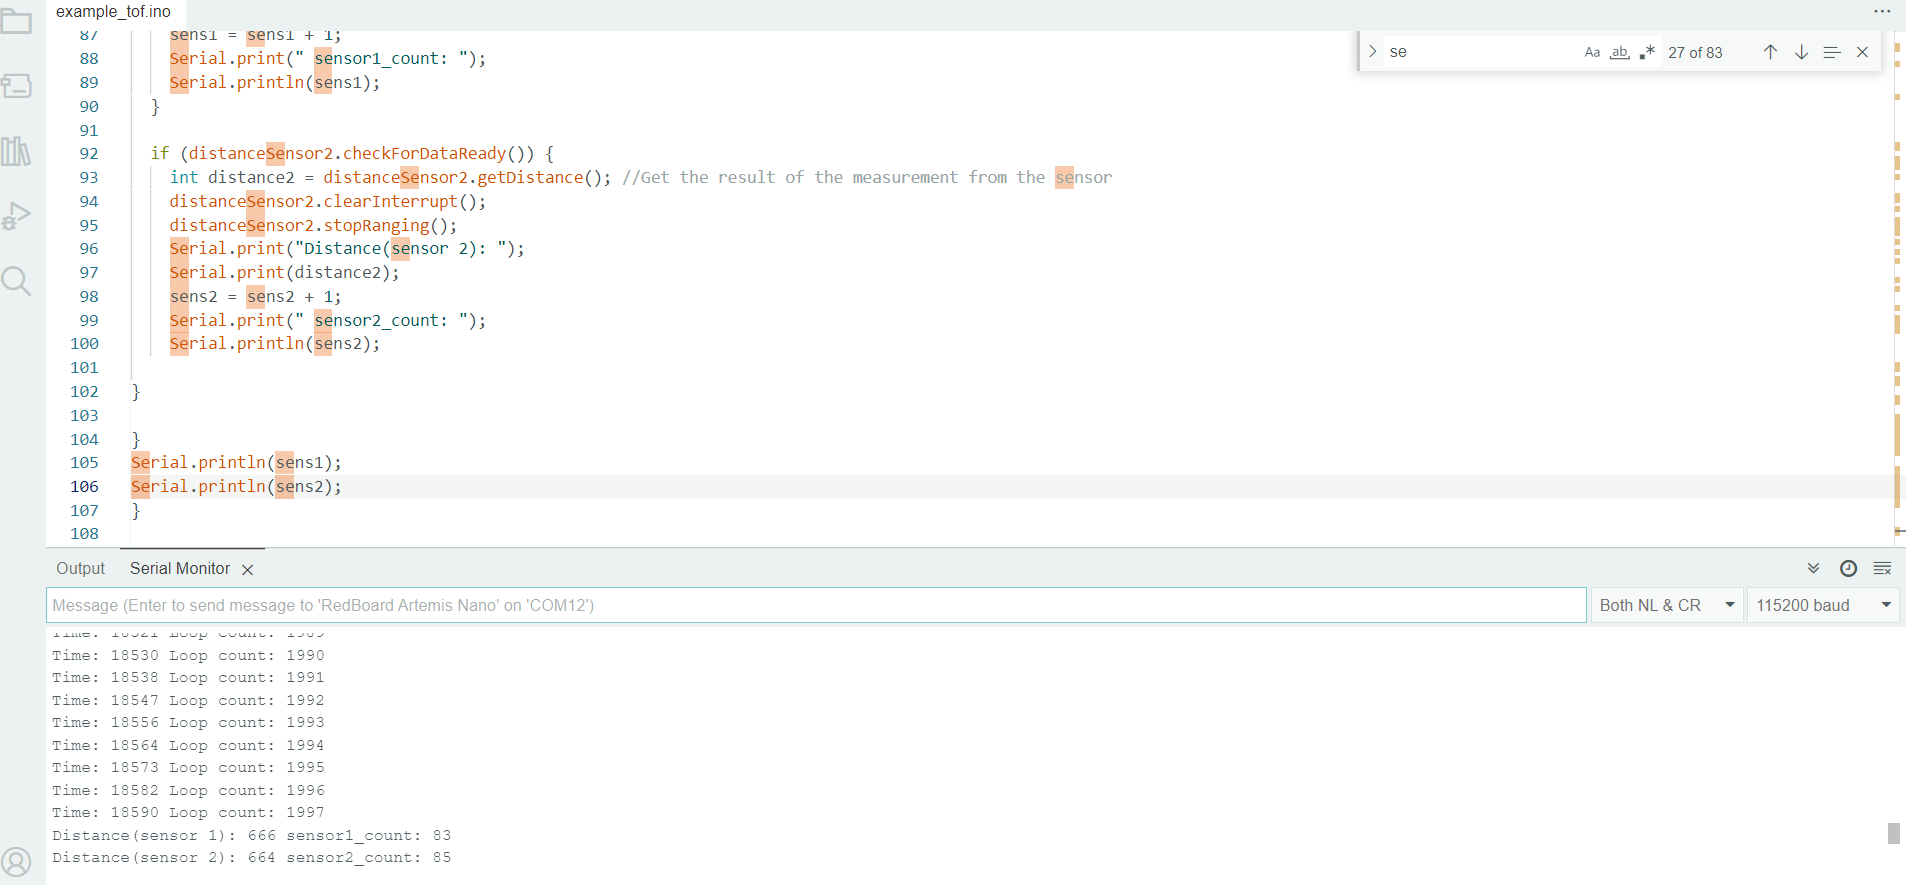 example_tof.ino
87 sens1 = sens1 + 1;
88 Serial.print(" sensor1_count: ");
89 Serial.println(sens1);
90 }
91
92 if (distanceSensor2.checkForDataReady()) {
93 int distance2 = distanceSensor2.getDistance(); //Get the result of the measurement from the sensor
94 distanceSensor2.clearInterrupt();
95 distanceSensor2.stopRanging();
96 Serial.print("Distance(sensor 2): ");
97 Serial.print(distance2);
98 sens2 = sens2 + 1;
99 Serial.print(" sensor2_count: ");
100 Serial.println(sens2);
101
102 }
103
104 }
105 Serial.println(sens1);
106 Serial.println(sens2);
107 }
108
se Aa ab .* 27 of 83
Output Serial Monitor
Message (Enter to send message to 'RedBoard Artemis Nano' on 'COM12') Both NL & CR 115200 baud
Time: 18521 Loop count: 1989
Time: 18530 Loop count: 1990
Time: 18538 Loop count: 1991
Time: 18547 Loop count: 1992
Time: 18556 Loop count: 1993
Time: 18564 Loop count: 1994
Time: 18573 Loop count: 1995
Time: 18582 Loop count: 1996
Time: 18590 Loop count: 1997
Distance(sensor 1): 666 sensor1_count: 83
Distance(sensor 2): 664 sensor2_count: 85